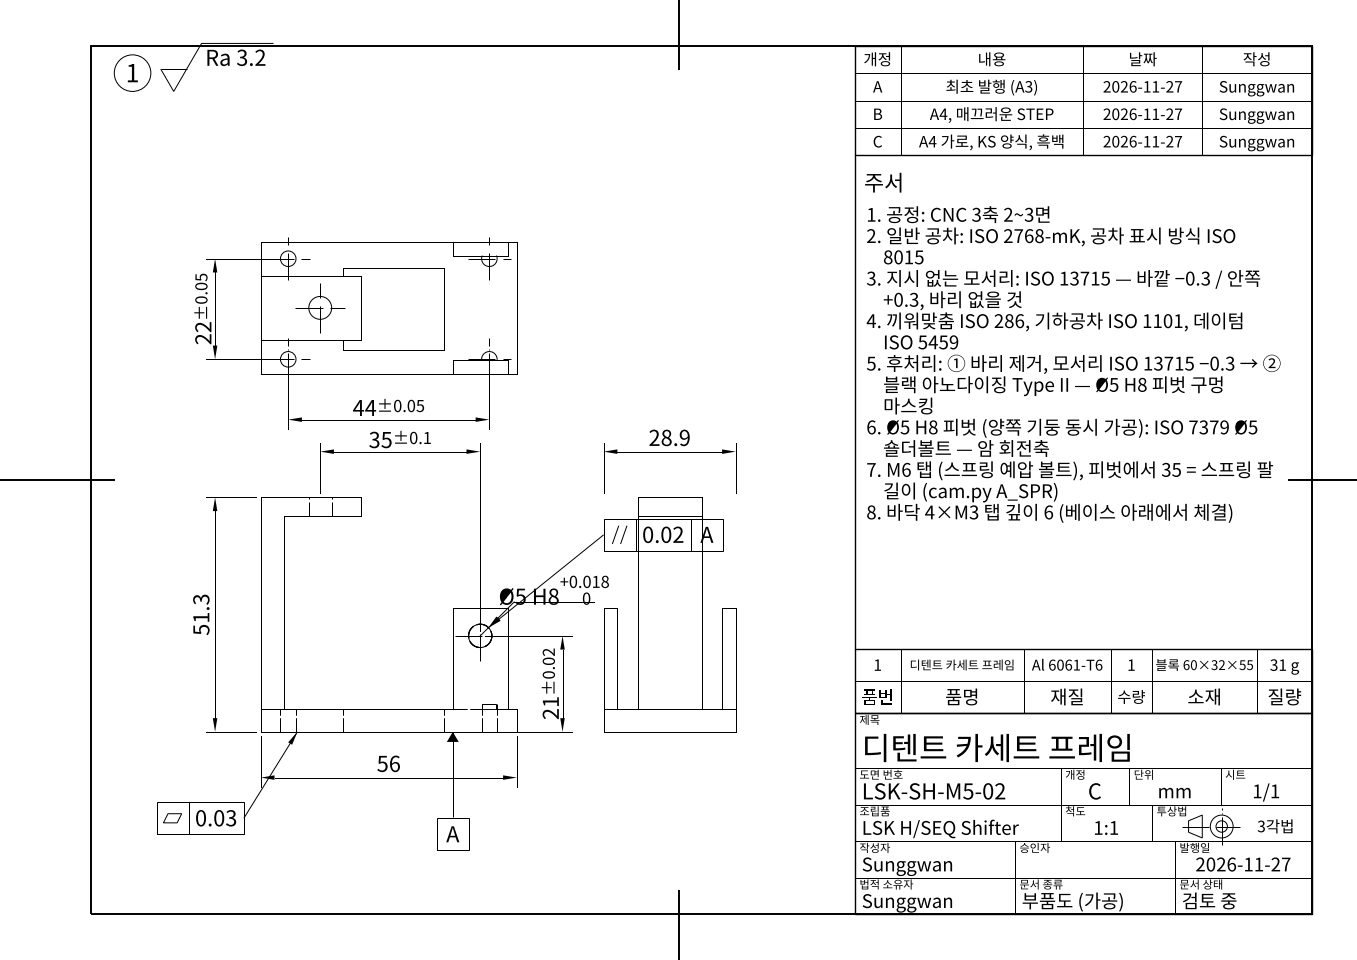 1 Ra 3.2
22±0.05
44±0.05
35±0.1
28.9
// 0.02 A
Ø5 H8 +0.018 0
51.3
21±0.02
56
0.03
A
개정 내용 날짜 작성
A 최초 발행 (A3) 2026-11-27 Sunggwan
B A4, 매끄러운 STEP 2026-11-27 Sunggwan
C A4 가로, KS 양식, 흑백 2026-11-27 Sunggwan
주서
1. 공정: CNC 3축 2~3면
2. 일반 공차: ISO 2768-mK, 공차 표시 방식 ISO
8015
3. 지시 없는 모서리: ISO 13715 — 바깥 −0.3 / 안쪽
+0.3, 바리 없을 것
4. 끼워맞춤 ISO 286, 기하공차 ISO 1101, 데이텀
ISO 5459
5. 후처리: ① 바리 제거, 모서리 ISO 13715 −0.3 → ②
블랙 아노다이징 Type II — Ø5 H8 피벗 구멍
마스킹
6. Ø5 H8 피벗 (양쪽 기둥 동시 가공): ISO 7379 Ø5
숄더볼트 — 암 회전축
7. M6 탭 (스프링 예압 볼트), 피벗에서 35 = 스프링 팔
길이 (cam.py A_SPR)
8. 바닥 4×M3 탭 깊이 6 (베이스 아래에서 체결)
1 디텐트 카세트 프레임 Al 6061-T6 1 블록 60×32×55 31 g
품번 품명 재질 수량 소재 질량
제목
디텐트 카세트 프레임
도면 번호 개정 단위 시트
LSK-SH-M5-02 C mm 1/1
조립품 척도 투상법
LSK H/SEQ Shifter 1:1 3각법
작성자 승인자 발행일
Sunggwan 2026-11-27
법적 소유자 문서 종류 문서 상태
Sunggwan 부품도 (가공) 검토 중